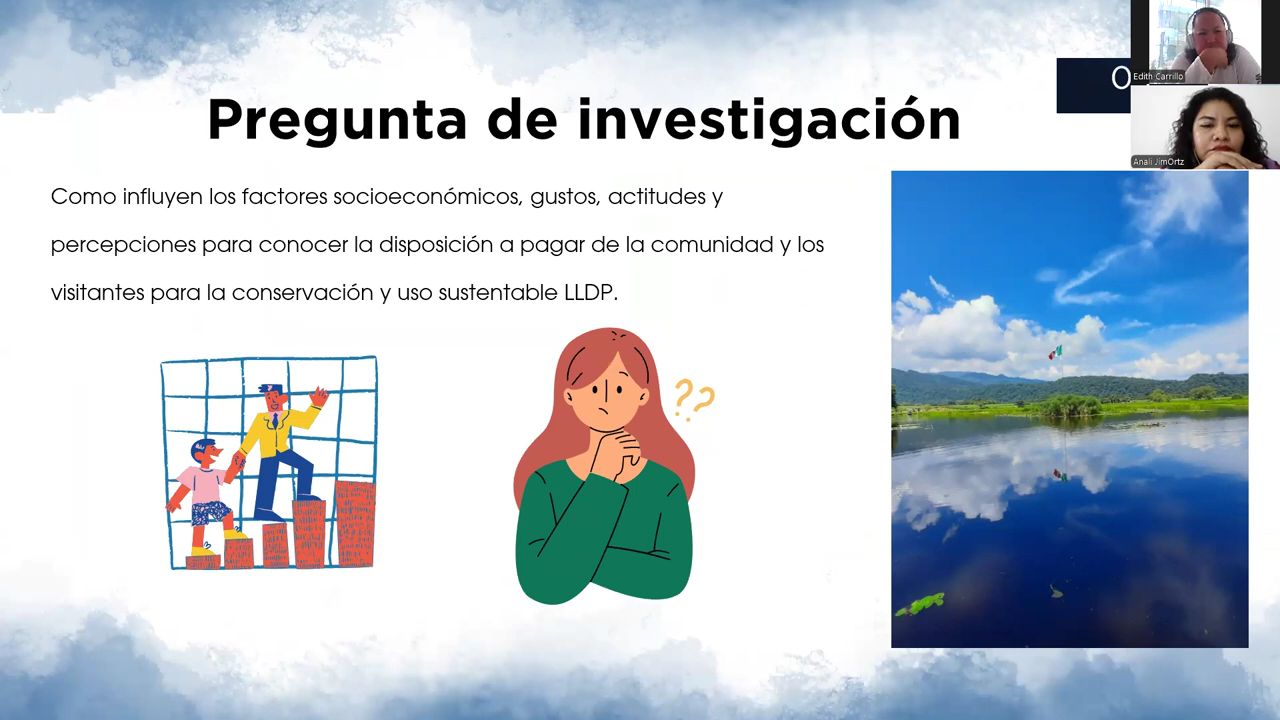 Pregunta de investigación
Como influyen los factores socioeconómicos, gustos, actitudes y
percepciones para conocer la disposición a pagar de la comunidad y los
visitantes para la conservación y uso sustentable LLDP.
??
Edith Carrillo
Anali JimOrtz